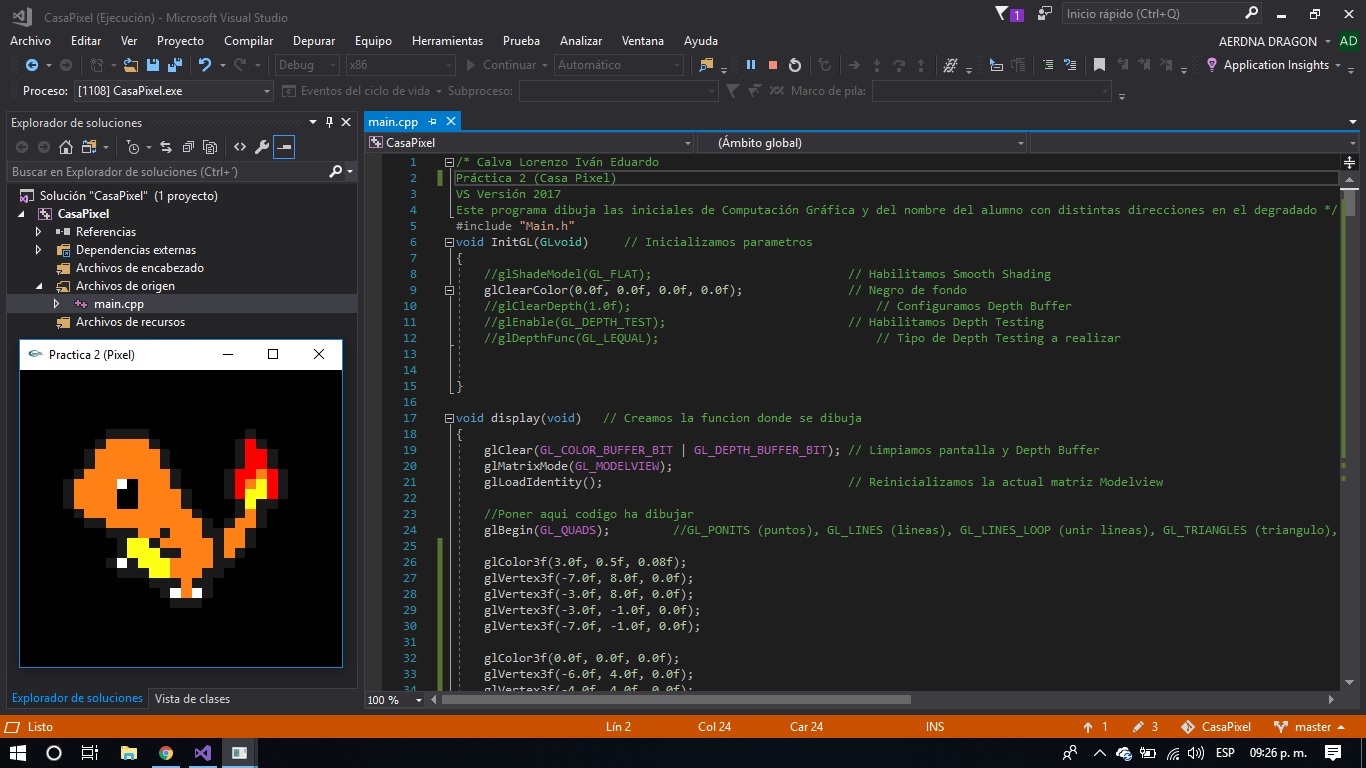 CasaPixel (Ejecución) - Microsoft Visual Studio
1
Inicio rápido (Ctrl+Q)
Archivo Editar Ver Proyecto Compilar Depurar Equipo Herramientas Prueba Analizar Ventana Ayuda
AERDNA DRAGON AD
Debug x86 Continuar Automático
Application Insights
Proceso: [1108] CasaPixel.exe Eventos del ciclo de vida Subproceso: Marco de pila:
Explorador de soluciones
Buscar en Explorador de soluciones (Ctrl+´)
Solución "CasaPixel" (1 proyecto)
CasaPixel
Referencias
Dependencias externas
Archivos de encabezado
Archivos de origen
main.cpp
Archivos de recursos
Practica 2 (Pixel)
Explorador de soluciones Vista de clases
main.cpp
CasaPixel (Ámbito global)
1 /* Calva Lorenzo Iván Eduardo
2 Práctica 2 (Casa Pixel)
3 VS Versión 2017
4 Este programa dibuja las iniciales de Computación Gráfica y del nombre del alumno con distintas direcciones en el degradado */
5 #include "Main.h"
6 void InitGL(GLvoid) // Inicializamos parametros
7 {
8 //glShadeModel(GL_FLAT); // Habilitamos Smooth Shading
9 glClearColor(0.0f, 0.0f, 0.0f, 0.0f); // Negro de fondo
10 //glClearDepth(1.0f); // Configuramos Depth Buffer
11 //glEnable(GL_DEPTH_TEST); // Habilitamos Depth Testing
12 //glDepthFunc(GL_LEQUAL); // Tipo de Depth Testing a realizar
13
14
15 }
16
17 void display(void) // Creamos la funcion donde se dibuja
18 {
19 glClear(GL_COLOR_BUFFER_BIT | GL_DEPTH_BUFFER_BIT); // Limpiamos pantalla y Depth Buffer
20 glMatrixMode(GL_MODELVIEW);
21 glLoadIdentity(); // Reinicializamos la actual matriz Modelview
22
23 //Poner aqui codigo ha dibujar
24 glBegin(GL_QUADS); //GL_PONITS (puntos), GL_LINES (lineas), GL_LINES_LOOP (unir lineas), GL_TRIANGLES (triangulo),
25
26 glColor3f(3.0f, 0.5f, 0.08f);
27 glVertex3f(-7.0f, 8.0f, 0.0f);
28 glVertex3f(-3.0f, 8.0f, 0.0f);
29 glVertex3f(-3.0f, -1.0f, 0.0f);
30 glVertex3f(-7.0f, -1.0f, 0.0f);
31
32 glColor3f(0.0f, 0.0f, 0.0f);
33 glVertex3f(-6.0f, 4.0f, 0.0f);
34 glVertex3f(-4.0f, 4.0f, 0.0f);
100 %
Listo Lín 2 Col 24 Car 24 INS 1 3 CasaPixel master
ESP 09:26 p. m.